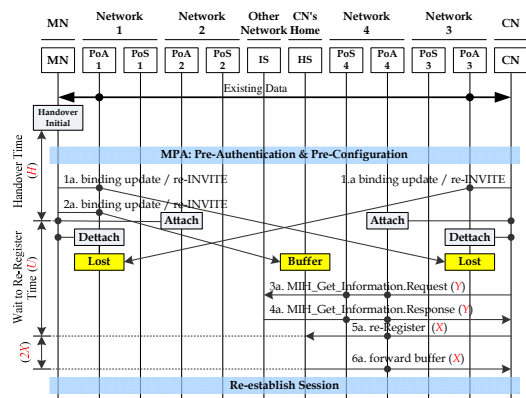 MN
Network
1
Network
2
Other
Network
CN's
Home
Network
4
Network
3
CN
MN
PoA
1
PoS
1
PoA
2
PoS
2
IS
HS
PoS
4
PoA
4
PoS
3
PoA
3
CN
Existing Data
Handover
Initial
Handover Time
(H)
MPA: Pre-Authentication & Pre-Configuration
1a. binding update / re-INVITE
1.a binding update / re-INVITE
2a. binding update / re-INVITE
Attach
Attach
Dettach
Dettach
Wait to Re-Register
Time (U)
Lost
Buffer
Lost
3a. MIH_Get_Information.Request (Y)
4a. MIH_Get_Information.Response (Y)
5a. re-Register (X)
(2X)
6a. forward buffer (X)
Re-establish Session